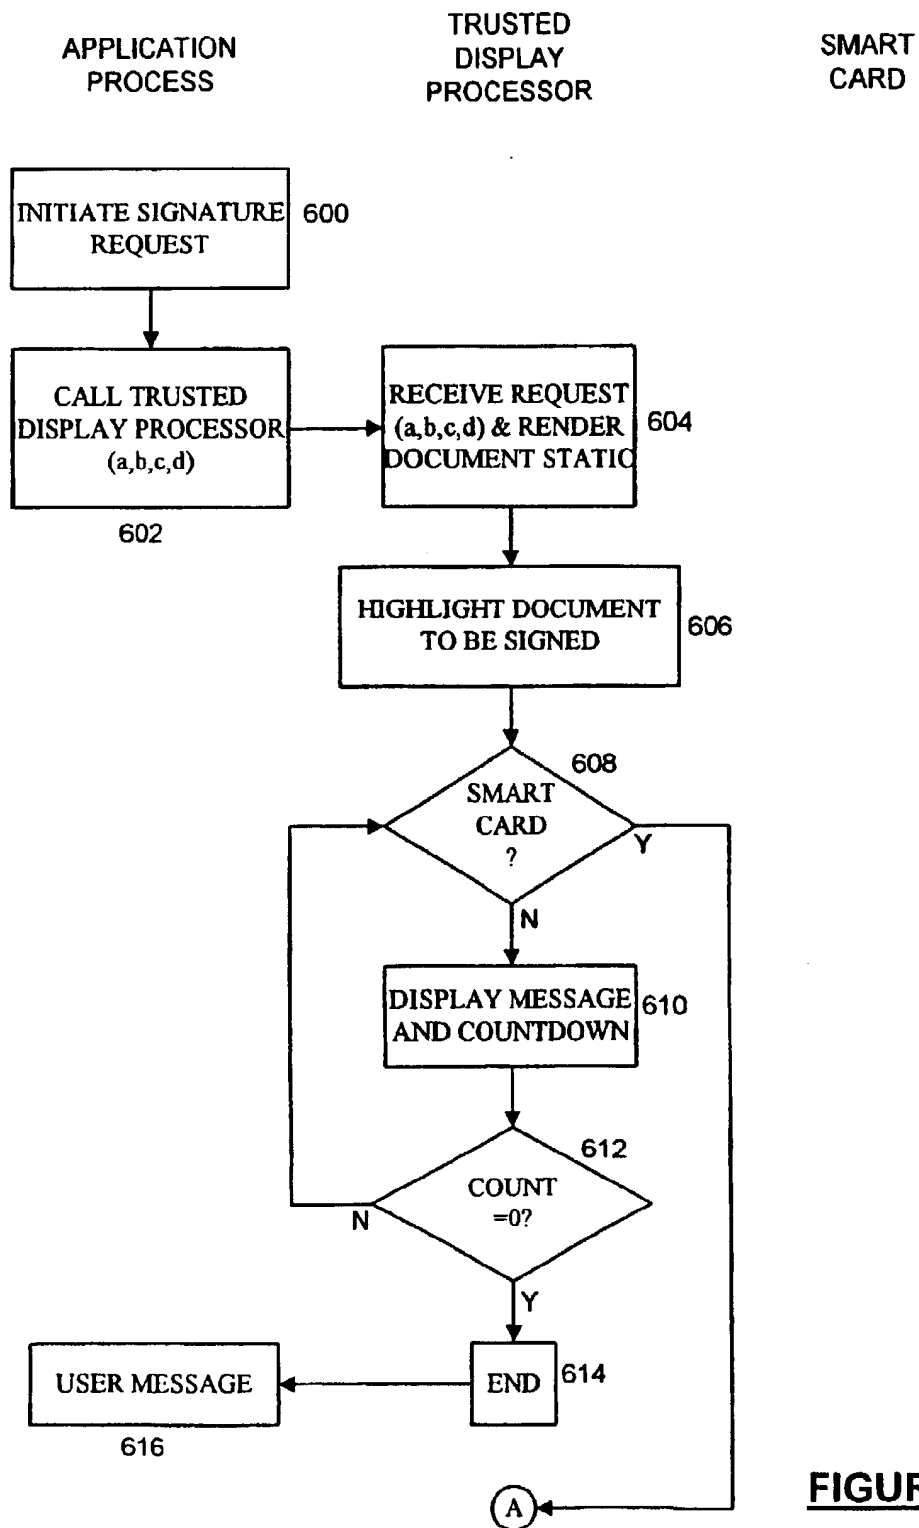 APPLICATION
PROCESS
TRUSTED
DISPLAY
PROCESSOR
SMART
CARD
INITIATE SIGNATURE
REQUEST
600
CALL TRUSTED
DISPLAY PROCESSOR
(a,b,c,d)
602
RECEIVE REQUEST
(a,b,c,d) & RENDER
DOCUMENT STATIC
604
HIGHLIGHT DOCUMENT
TO BE SIGNED
606
608
SMART
CARD
?
Y
N
DISPLAY MESSAGE
AND COUNTDOWN
610
612
COUNT
=0?
N
Y
USER MESSAGE
616
END
614
A
FIGUR